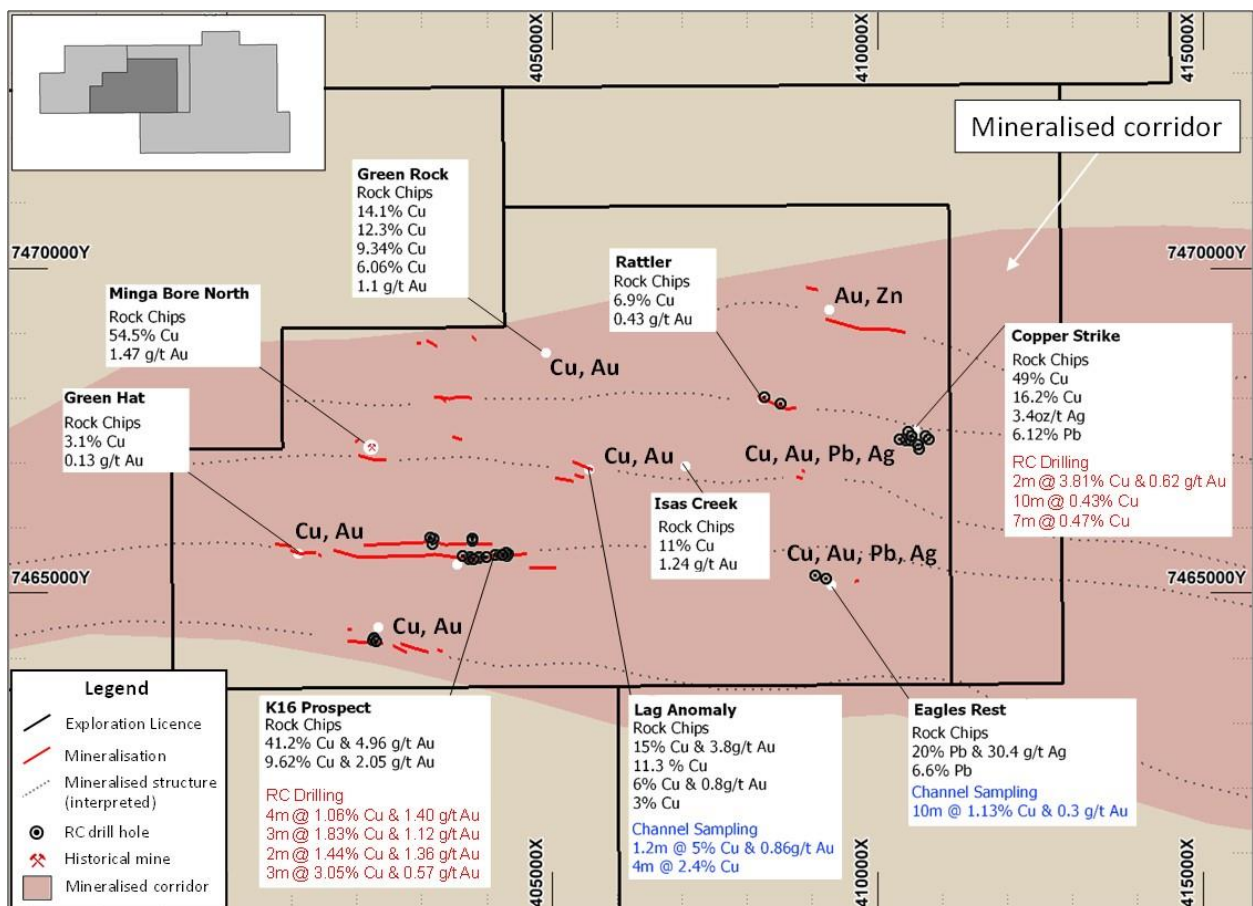 405000X
410000X
415000X
Mineralised corridor
Green Rock
Rock Chips
14.1% Cu
12.3% Cu
9.34% Cu
6.06% Cu
1.1 g/t Au
7470000Y
7470000Y
Rattler
Rock Chips
6.9% Cu
0.43 g/t Au
Minga Bore North
Rock Chips
54.5% Cu
1.47 g/t Au
Au, Zn
Copper Strike
Rock Chips
49% Cu
16.2% Cu
3.4oz/t Ag
6.12% Pb
RC Drilling
2m @ 3.81% Cu & 0.62 g/t Au
10m @ 0.43% Cu
7m @ 0.47% Cu
Cu, Au
Green Hat
Rock Chips
3.1% Cu
0.13 g/t Au
Cu, Au
Cu, Au, Pb, Ag
Isas Creek
Rock Chips
11% Cu
1.24 g/t Au
Cu, Au
Cu, Au, Pb, Ag
7465000Y
7465000Y
Cu, Au
Legend
Exploration Licence
Mineralisation
Mineralised structure
(interpreted)
RC drill hole
Historical mine
Mineralised corridor
K16 Prospect
Rock Chips
41.2% Cu & 4.96 g/t Au
9.62% Cu & 2.05 g/t Au
RC Drilling
4m @ 1.06% Cu & 1.40 g/t Au
3m @ 1.83% Cu & 1.12 g/t Au
2m @ 1.44% Cu & 1.36 g/t Au
3m @ 3.05% Cu & 0.57 g/t Au
Lag Anomaly
Rock Chips
15% Cu & 3.8g/t Au
11.3 % Cu
6% Cu & 0.8g/t Au
3% Cu
Channel Sampling
1.2m @ 5% Cu & 0.86g/t Au
4m @ 2.4% Cu
Eagles Rest
Rock Chips
20% Pb & 30.4 g/t Ag
6.6% Pb
Channel Sampling
10m @ 1.13% Cu & 0.3 g/t Au
405000X
410000X
415000X